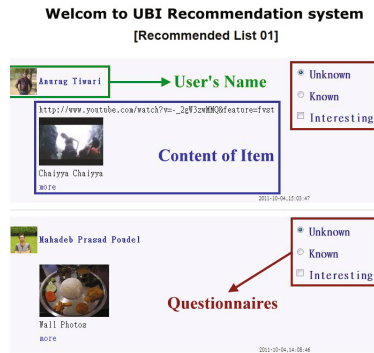 Welcom to UBI Recommendation system
[Recommended List 01]
Anurag Tiwari
User's Name
Unknown
Known
Interesting
http://www.youtube.com/watch?v=-_2gW3zwMMQ&feature=fvst
Content of Item
Chaiyya Chaiyya
more
2011-10-04,15:03:47
Mahadeb Prasad Poudel
Unknown
Known
Interesting
Questionnaires
Wall Photos
more
2011-10-04,14:08:46